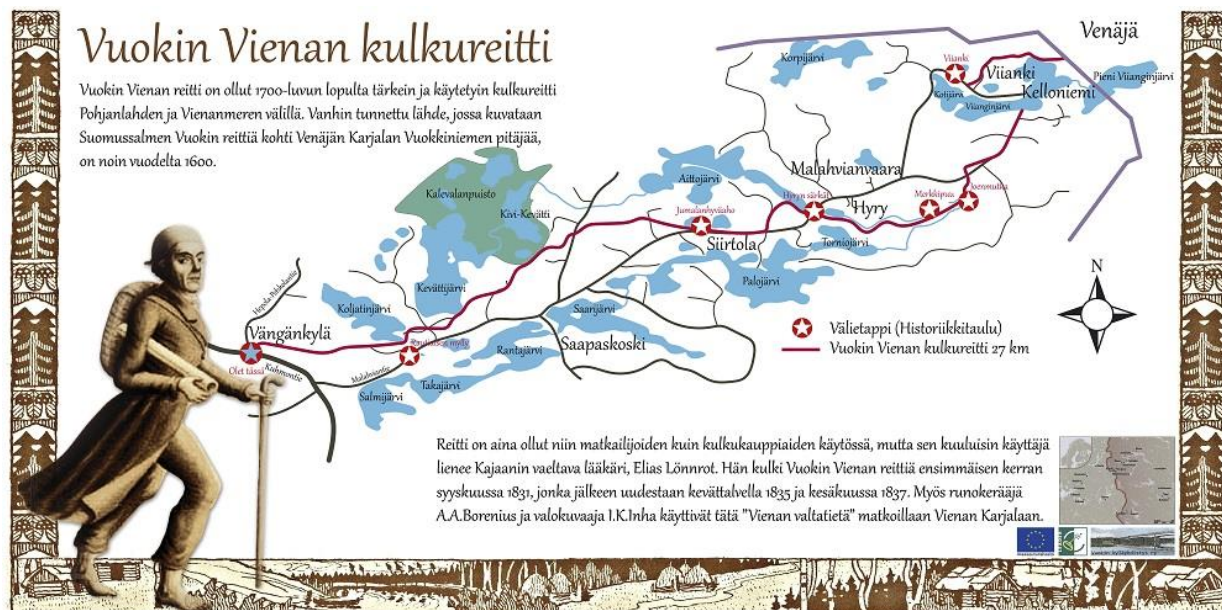 Vuokin Vienan kulkureitti
Vuokin Vienan reitti on ollut 1700-luvun lopulta tärkein ja käytetyin kulkureitti
Pohjanlahden ja Vienanmeren välillä. Vanhin tunnettu lähde, jossa kuvataan
Suomussalmen Vuokin reittiä kohti Venäjän Karjalan Vuokkiniemen pitäjää,
on noin vuodelta 1600.
Venäjä
Korpijärvi
Viianki
Viianki
Pieni Viianginjärvi
Kelloniemi
Viianginjärvi
Malahvianvaara
Aittojärvi
Kalevalanpuisto
Kivi-Kevätti
Hyryn särkät
Hyry
Merkkipuu
Joenmutka
Jumalanhyväaho
Siirtola
Torniojärvi
Palojärvi
Kevättijärvi
Koljatinjärvi
Saarijärvi
Saapaskoski
Rantajärvi
Takajärvi
Salmijärvi
Malahviantie
Vängänkylä
Olet tässä
Kuhmontie
N
Välietappi (Historiikkitaulu)
Vuokin Vienan kulkureitti 27 km
Reitti on aina ollut niin matkailijoiden kuin kulkukauppiaiden käytössä, mutta sen kuuluisin käyttäjä
lienee Kajaanin vaeltava lääkäri, Elias Lönnrot. Hän kulki Vuokin Vienan reittiä ensimmäisen kerran
syyskuussa 1831, jonka jälkeen uudestaan kevättalvella 1835 ja kesäkuussa 1837. Myös runokerääjä
A.A.Borenius ja valokuvaaja I.K.Inha käyttivät tätä "Vienan valtatietä" matkoillaan Vienan Karjalaan.